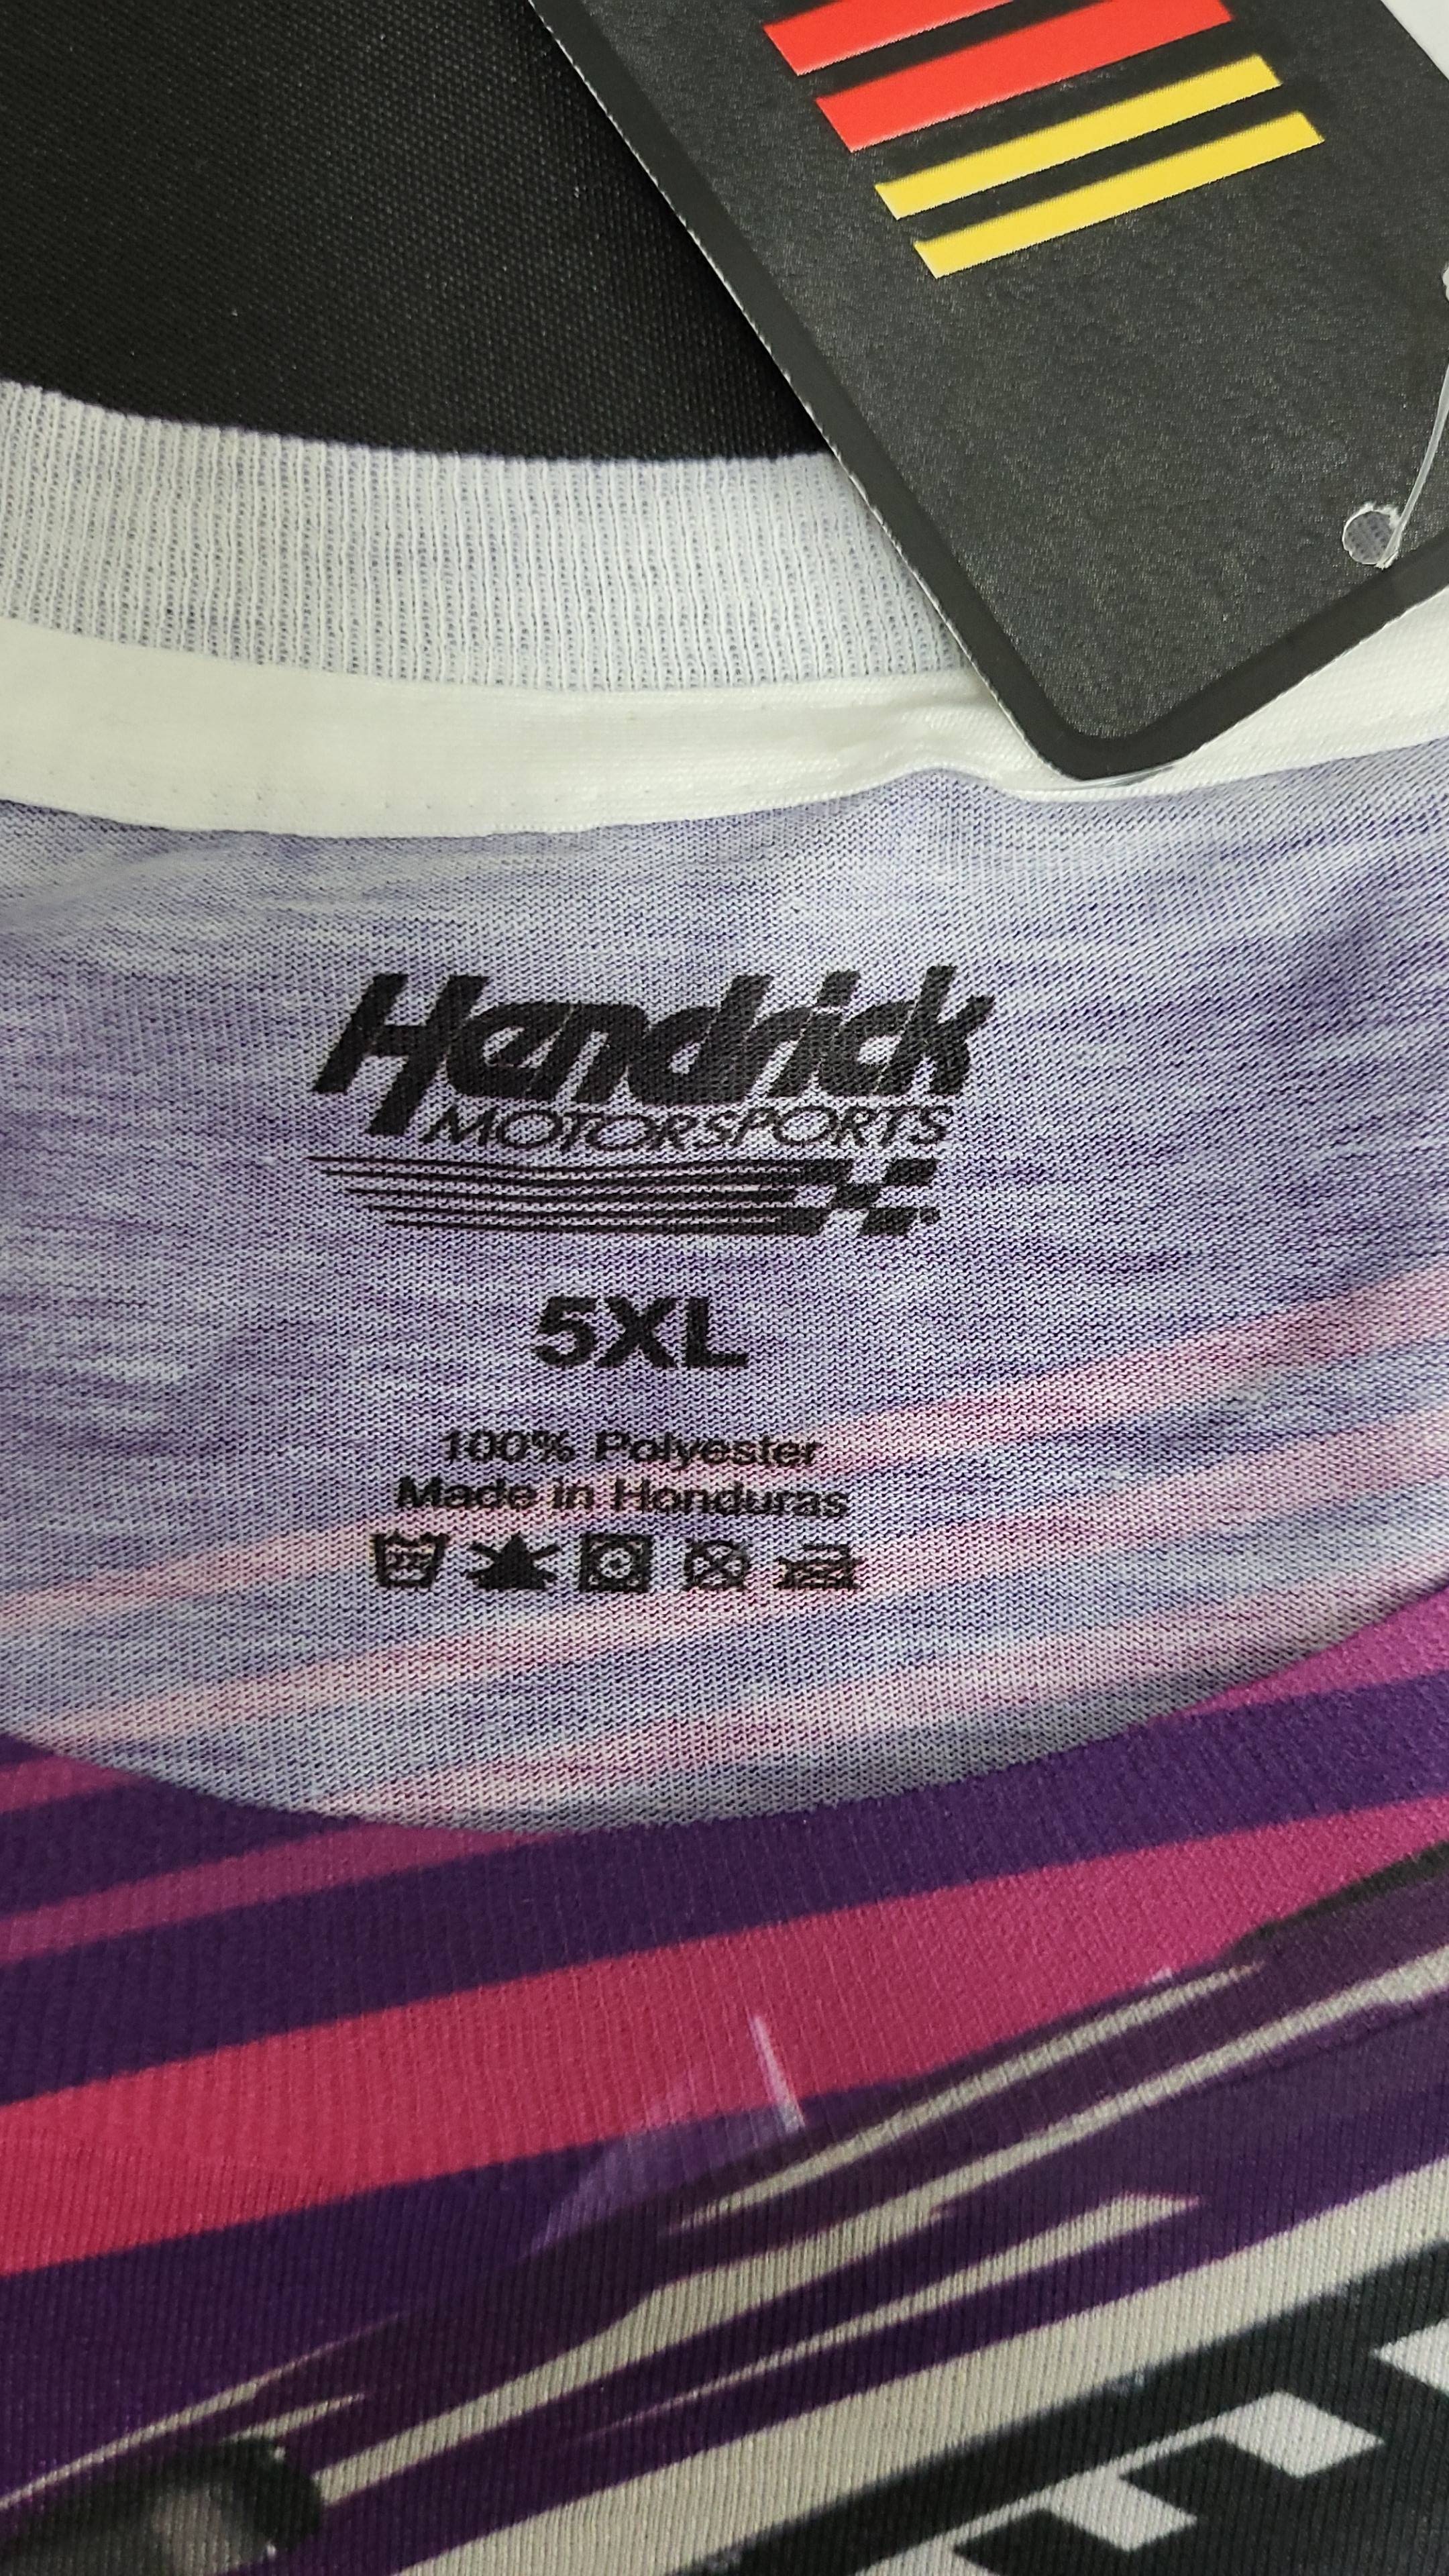 Hendrick
MOTORSPORTS
5XL
100% Polyester
Made in Honduras